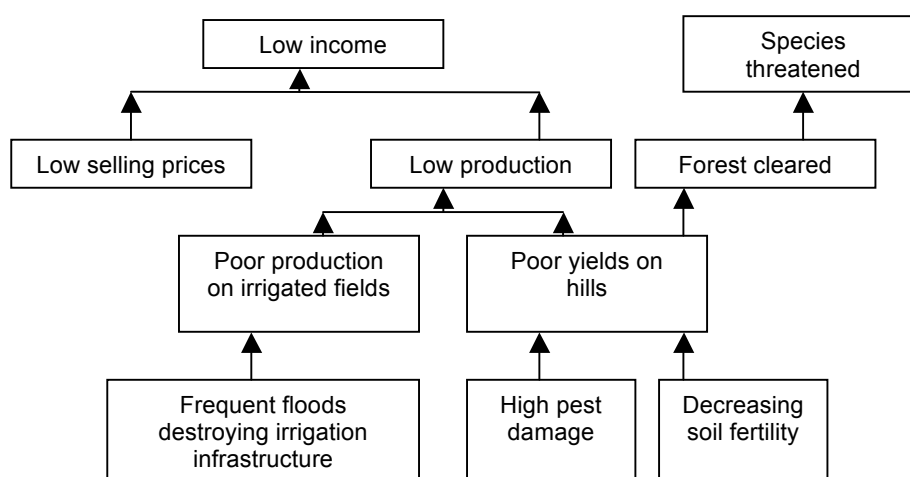 Low income
Species
threatened
Low selling prices
Low production
Forest cleared
Poor production
on irrigated fields
Poor yields on
hills
Frequent floods
destroying irrigation
infrastructure
High pest
damage
Decreasing
soil fertility